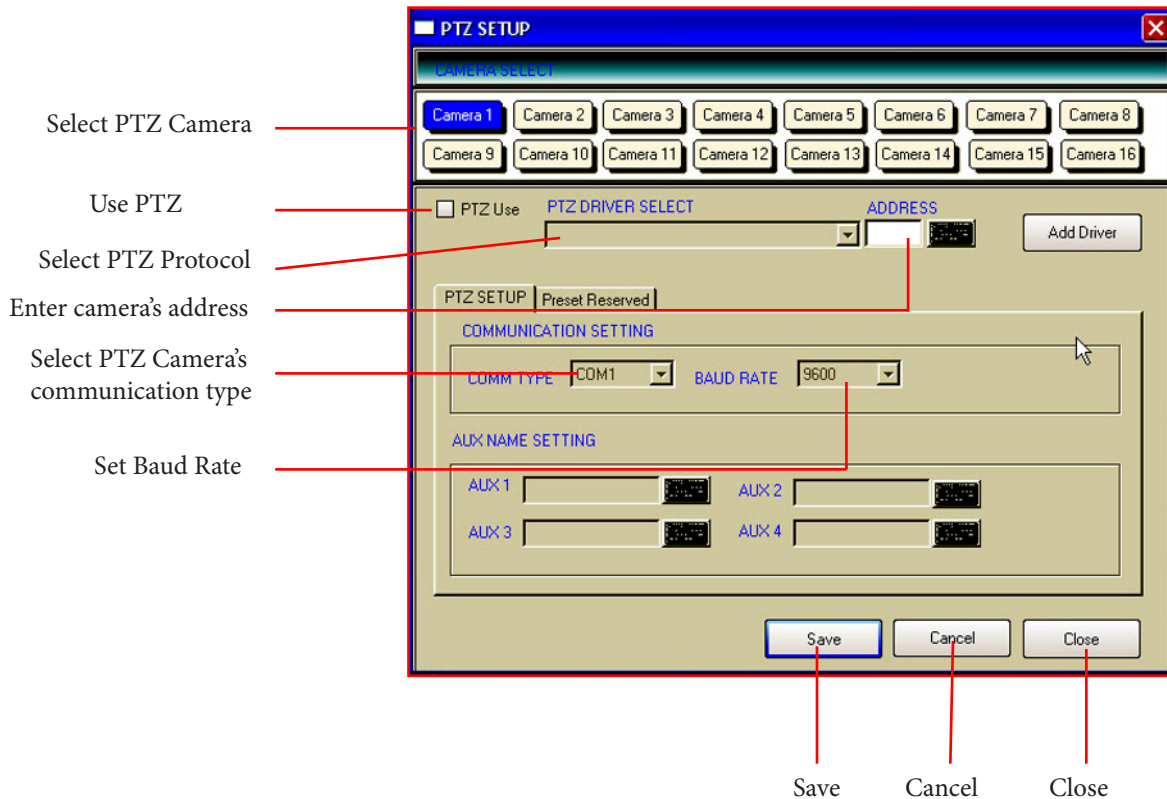 PTZ SETUP
CAMERA SELECT
Select PTZ Camera
Camera 1 Camera 2 Camera 3 Camera 4 Camera 5 Camera 6 Camera 7 Camera 8
Camera 9 Camera 10 Camera 11 Camera 12 Camera 13 Camera 14 Camera 15 Camera 16
Use PTZ
PTZ Use PTZ DRIVER SELECT ADDRESS
Add Driver
Select PTZ Protocol
Enter camera's address
PTZ SETUP Preset Reserved
COMMUNICATION SETTING
Select PTZ Camera's
communication type
COMM TYPE COM1 BAUD RATE 9600
AUX NAME SETTING
Set Baud Rate
AUX 1 AUX 2
AUX 3 AUX 4
Save Cancel Close
Save Cancel Close